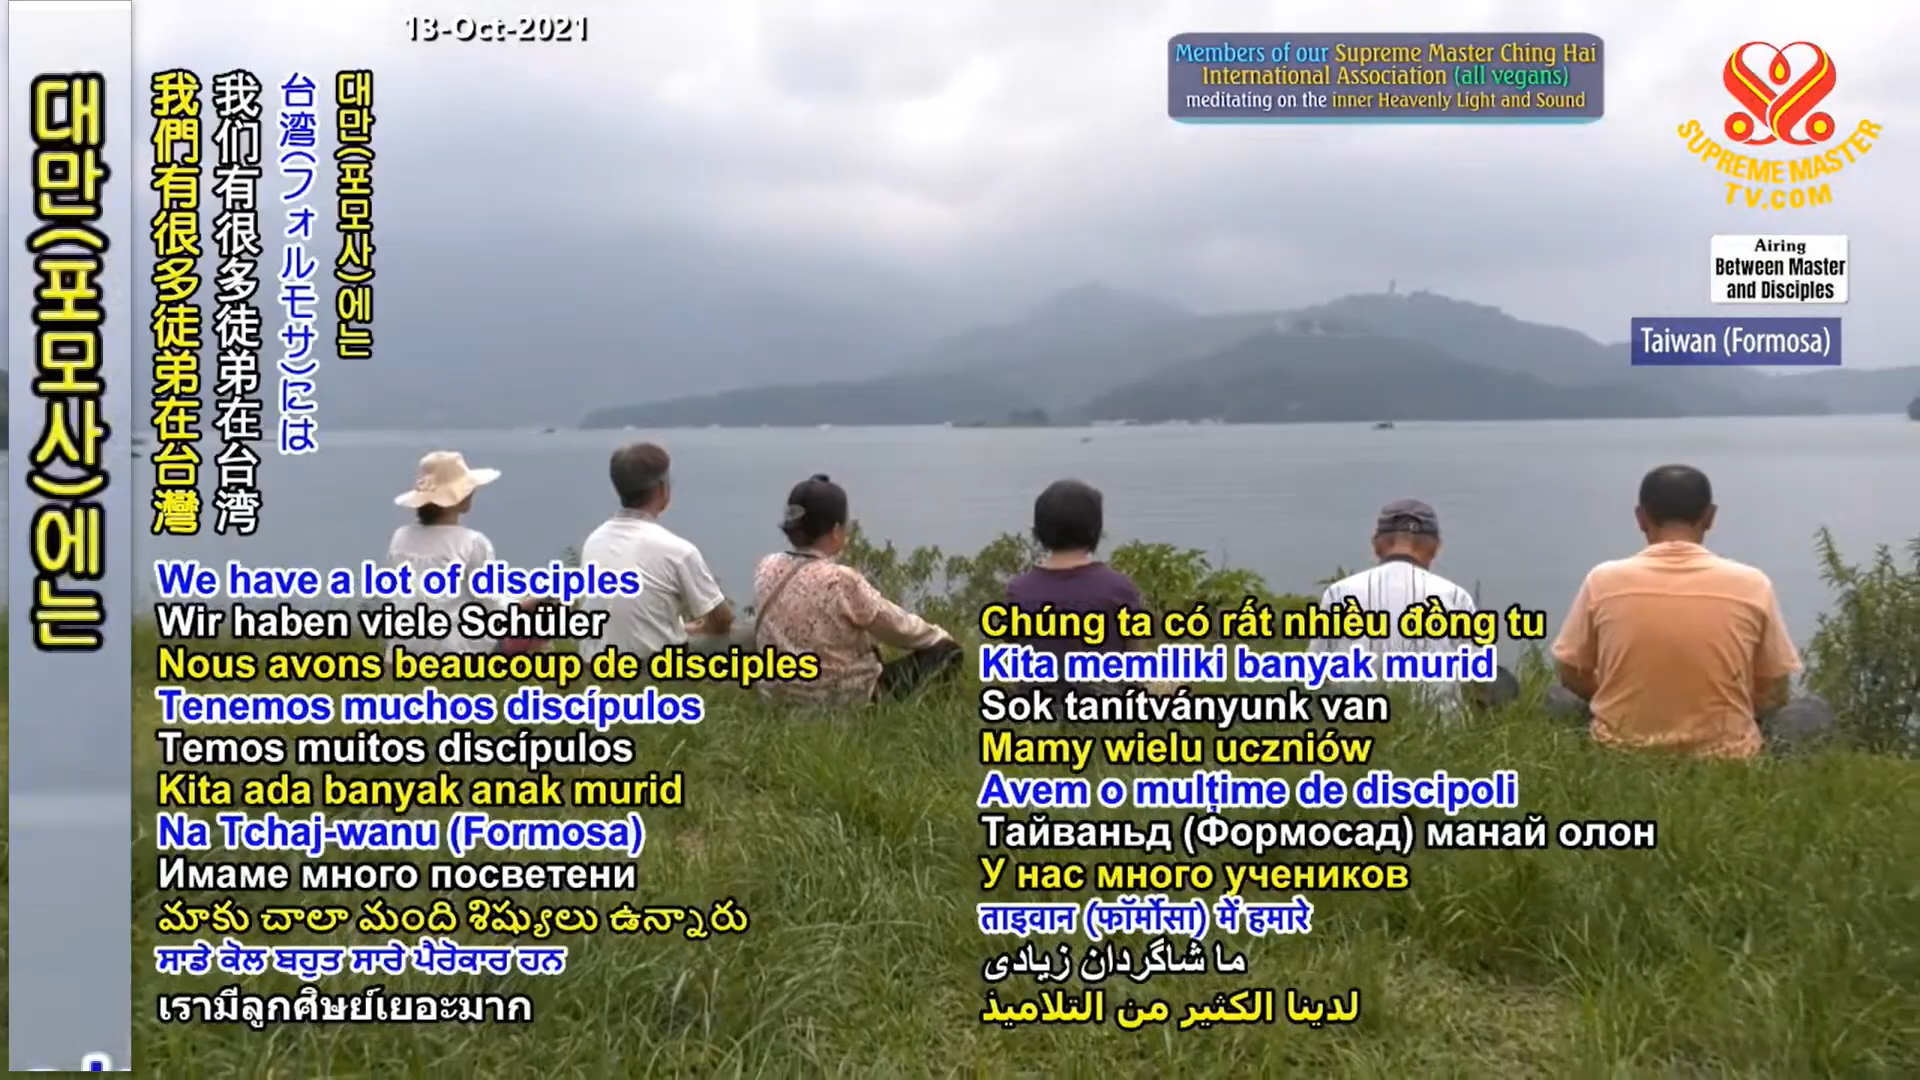 13-Oct-2021
Members of our Supreme Master Ching Hai
International Association (all vegans)
meditating on the inner Heavenly Light and Sound
SUPREME MASTER
TV.COM
Airing
Between Master
and Disciples
Taiwan (Formosa)
대만(포모사)에는
我們有很多徒弟在台灣
我们有很多徒弟在台湾
台湾(フォルモサ)には
대만(포모사)에는
We have a lot of disciples
Wir haben viele Schüler
Nous avons beaucoup de disciples
Tenemos muchos discípulos
Temos muitos discípulos
Kita ada banyak anak murid
Na Tchaj-wanu (Formosa)
Имаме много посветени
మాకు చాలా మంది శిష్యులు ఉన్నారు
ਸਾਡੇ ਕੋਲ ਬਹੁਤ ਸਾਰੇ ਪੈਰੋਕਾਰ ਹਨ
เรามีลูกศิษย์เยอะมาก
Chúng ta có rất nhiều đồng tu
Kita memiliki banyak murid
Sok tanítványunk van
Mamy wielu uczniów
Avem o mulțime de discipoli
Тайваньд (Формосад) манай олон
У нас много учеников
ताइवान (फॉर्मोसा) में हमारे
ما شاگردان زیادی
لدينا الكثير من التلاميذ